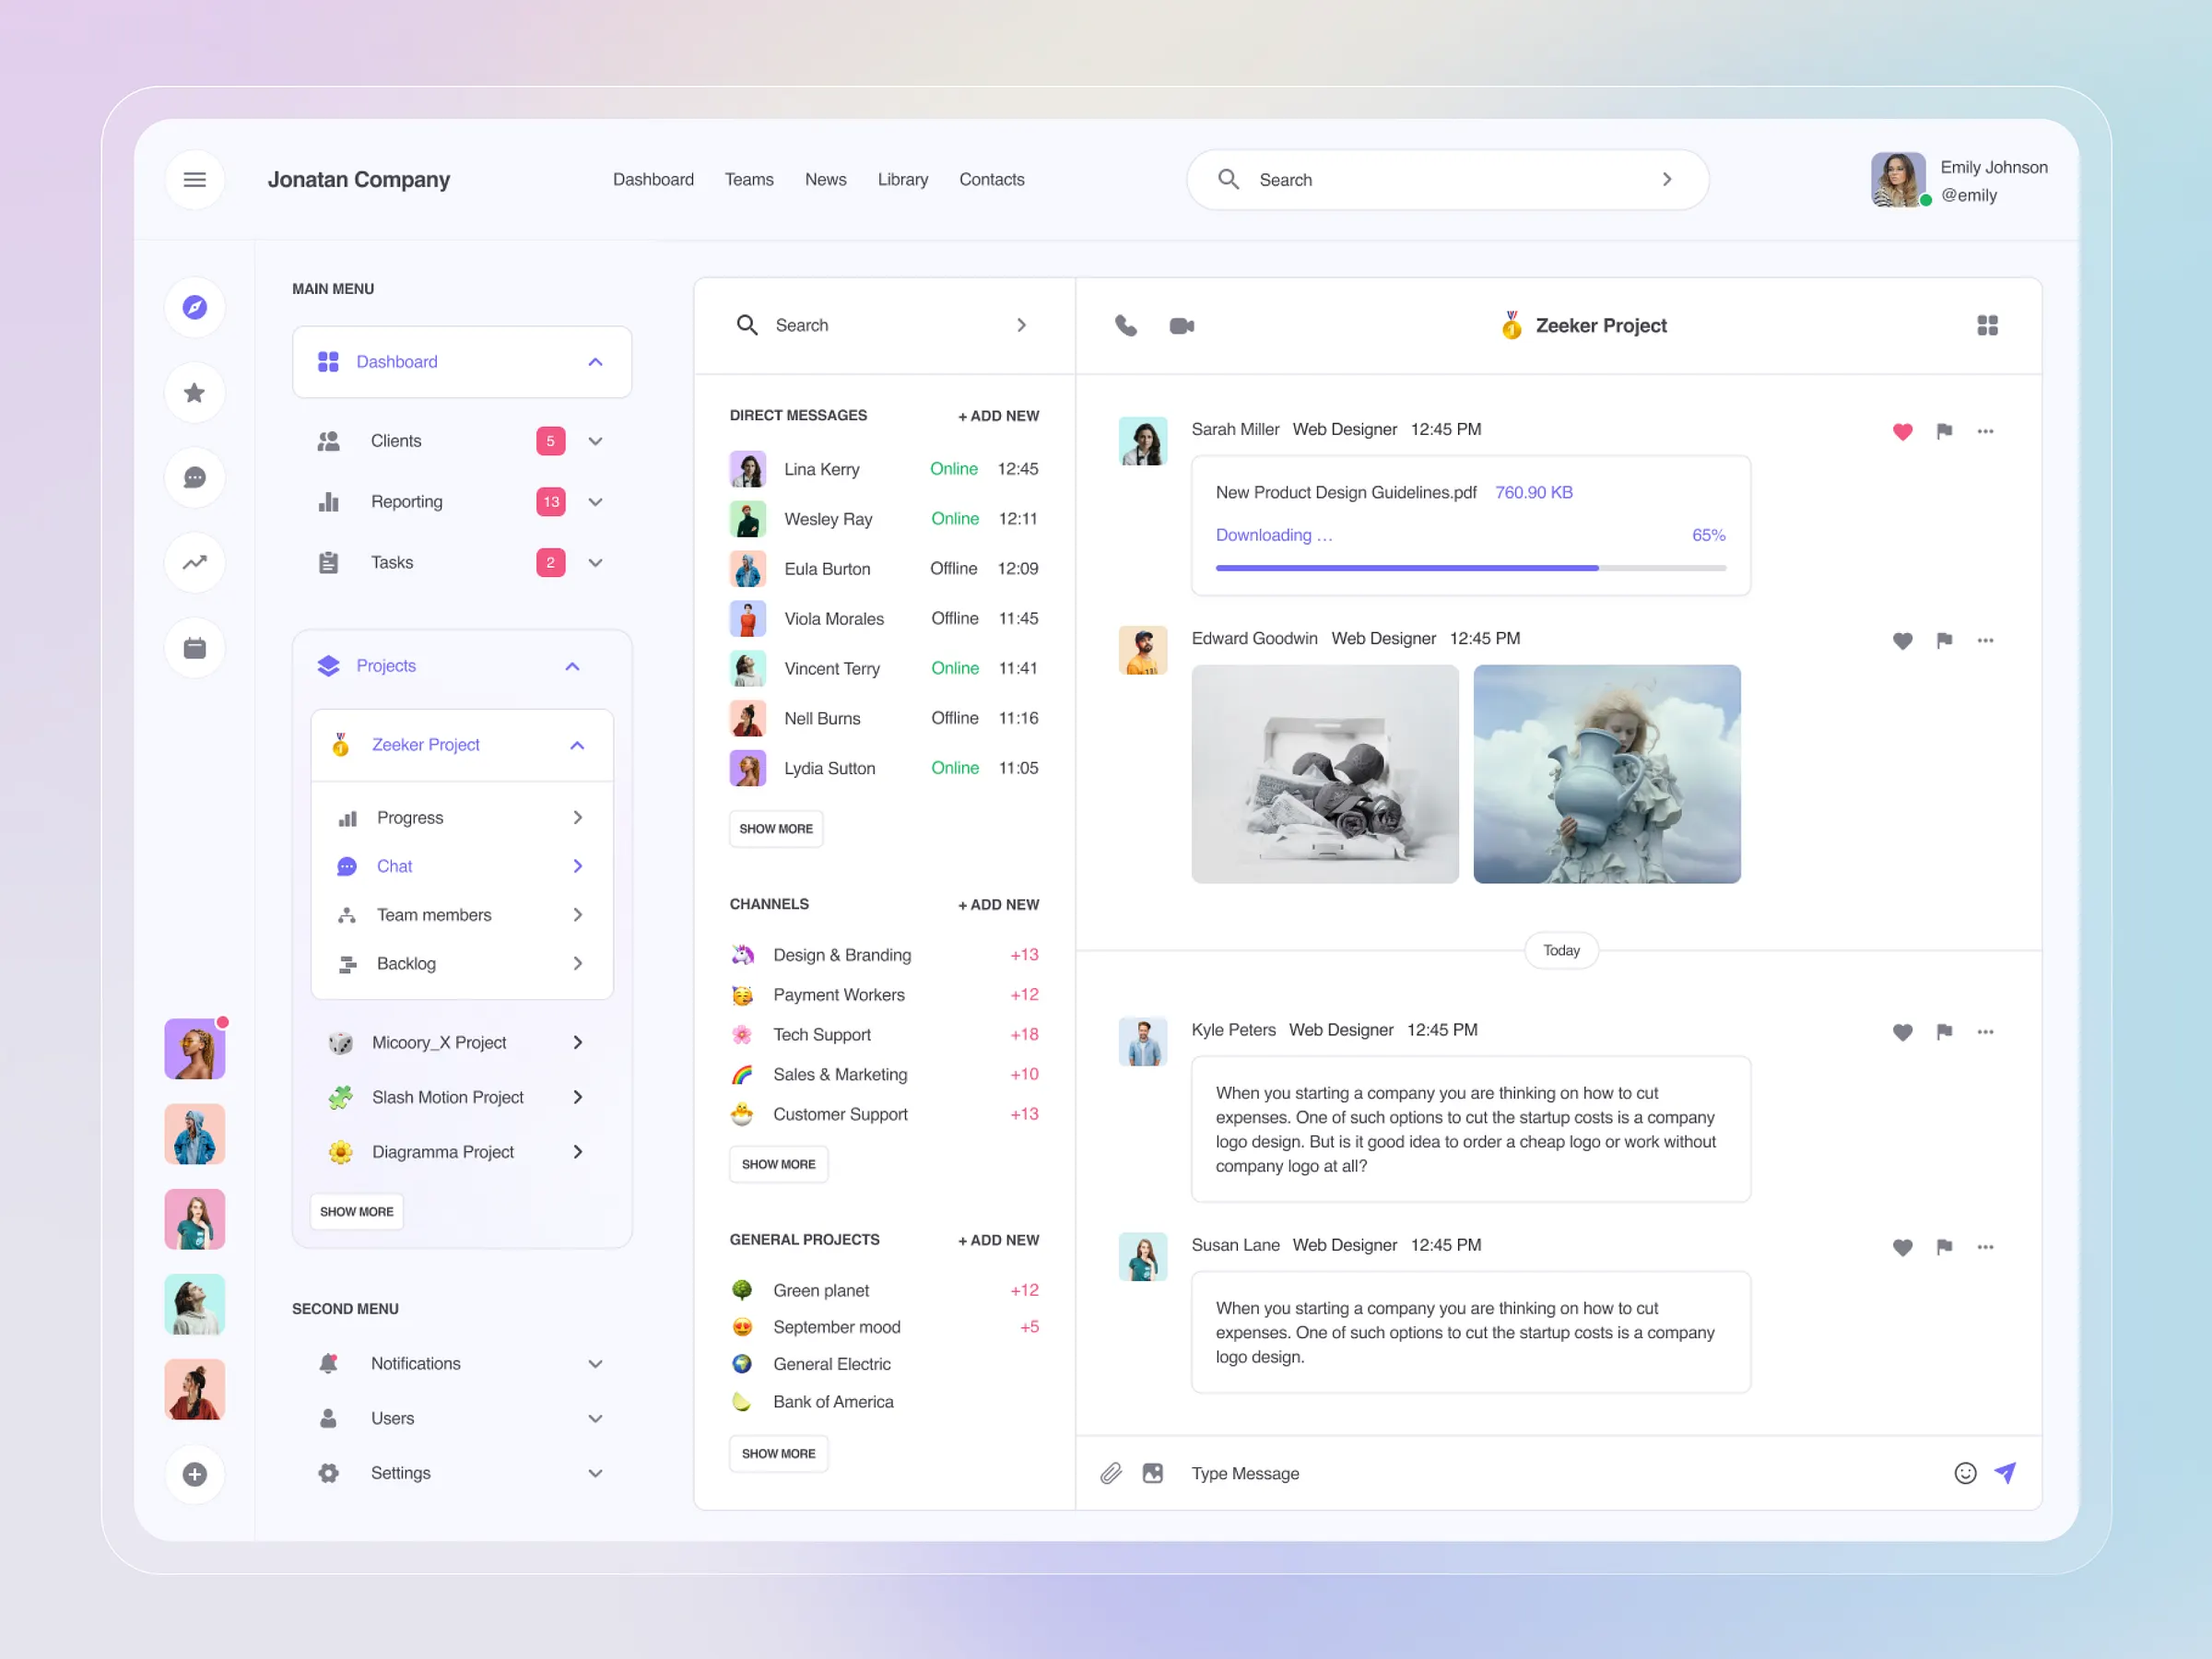 Jonatan Company
Dashboard Teams News Library Contacts
Search
Emily Johnson
@emily
MAIN MENU
Dashboard
Clients 5
Reporting 13
Tasks 2
Projects
Zeeker Project
Progress
Chat
Team members
Backlog
Micoory_X Project
Slash Motion Project
Diagramma Project
SHOW MORE
SECOND MENU
Notifications
Users
Settings
Search
DIRECT MESSAGES + ADD NEW
Lina Kerry Online 12:45
Wesley Ray Online 12:11
Eula Burton Offline 12:09
Viola Morales Offline 11:45
Vincent Terry Online 11:41
Nell Burns Offline 11:16
Lydia Sutton Online 11:05
SHOW MORE
CHANNELS + ADD NEW
Design & Branding +13
Payment Workers +12
Tech Support +18
Sales & Marketing +10
Customer Support +13
SHOW MORE
GENERAL PROJECTS + ADD NEW
Green planet +12
September mood +5
General Electric
Bank of America
SHOW MORE
Zeeker Project
Sarah Miller Web Designer 12:45 PM
New Product Design Guidelines.pdf 760.90 KB
Downloading ... 65%
Edward Goodwin Web Designer 12:45 PM
Today
Kyle Peters Web Designer 12:45 PM
When you starting a company you are thinking on how to cut
expenses. One of such options to cut the startup costs is a company
logo design. But is it good idea to order a cheap logo or work without
company logo at all?
Susan Lane Web Designer 12:45 PM
When you starting a company you are thinking on how to cut
expenses. One of such options to cut the startup costs is a company
logo design.
Type Message